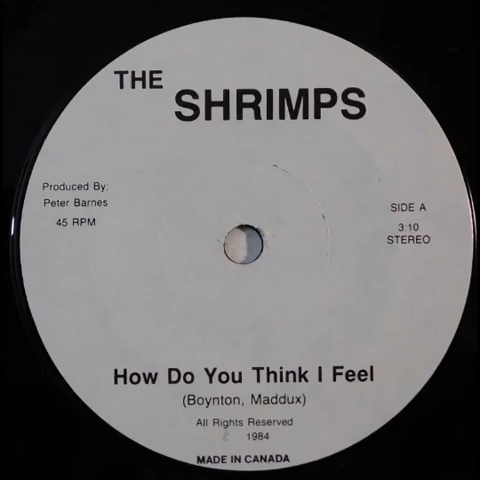 THE
SHRIMPS
Produced By:
Peter Barnes
45 RPM
SIDE A
3:10
STEREO
How Do You Think I Feel
(Boynton, Maddux)
All Rights Reserved
1984
MADE IN CANADA